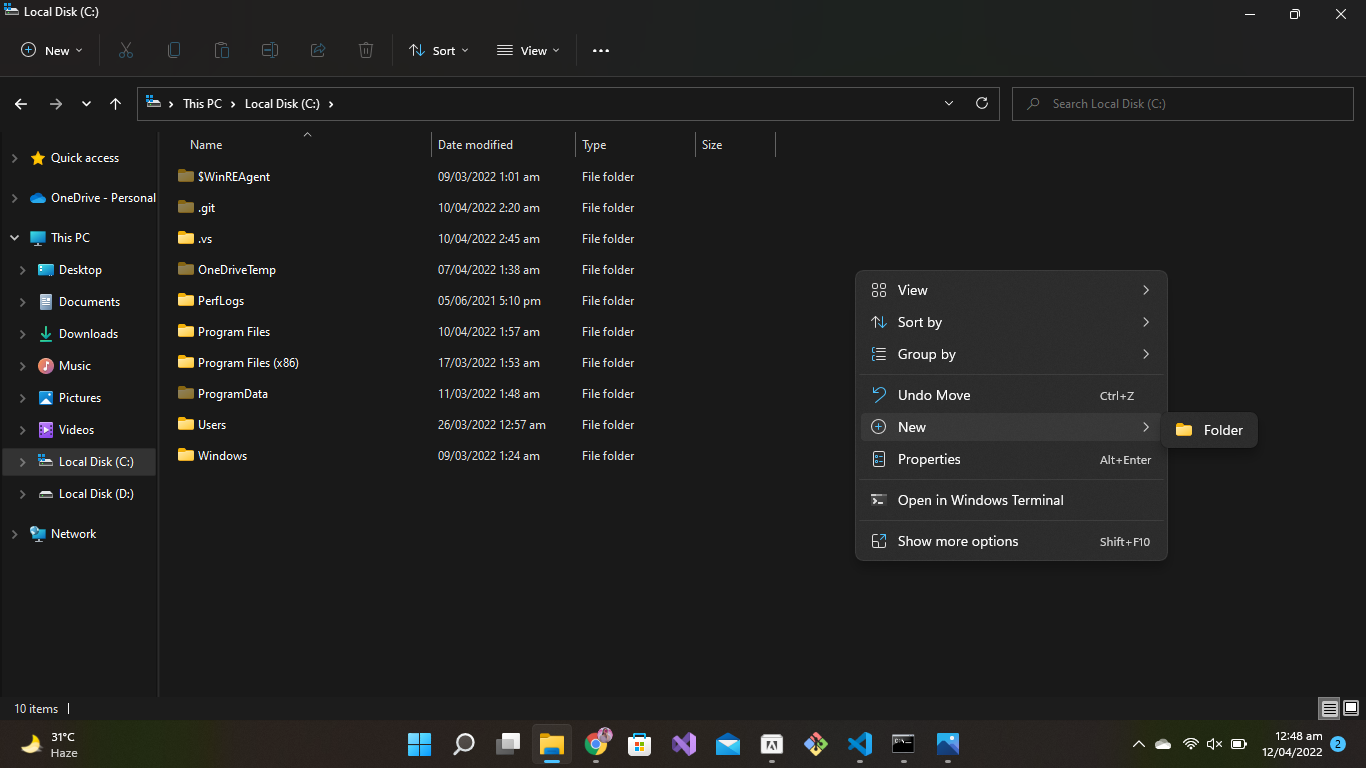 Local Disk (C:)
New
Sort
View
This PC
Local Disk (C:)
Search Local Disk (C:)
Name
Date modified
Type
Size
Quick access
OneDrive - Personal
This PC
Desktop
Documents
Downloads
Music
Pictures
Videos
Local Disk (C:)
Local Disk (D:)
Network
$WinREAgent 09/03/2022 1:01 am File folder
.git 10/04/2022 2:20 am File folder
.vs 10/04/2022 2:45 am File folder
OneDriveTemp 07/04/2022 1:38 am File folder
PerfLogs 05/06/2021 5:10 pm File folder
Program Files 10/04/2022 1:57 am File folder
Program Files (x86) 17/03/2022 1:53 am File folder
ProgramData 11/03/2022 1:48 am File folder
Users 26/03/2022 12:57 am File folder
Windows 09/03/2022 1:24 am File folder
View
Sort by
Group by
Undo Move Ctrl+Z
New
Folder
Properties Alt+Enter
Open in Windows Terminal
Show more options Shift+F10
10 items
31°C
Haze
12:48 am
12/04/2022
2